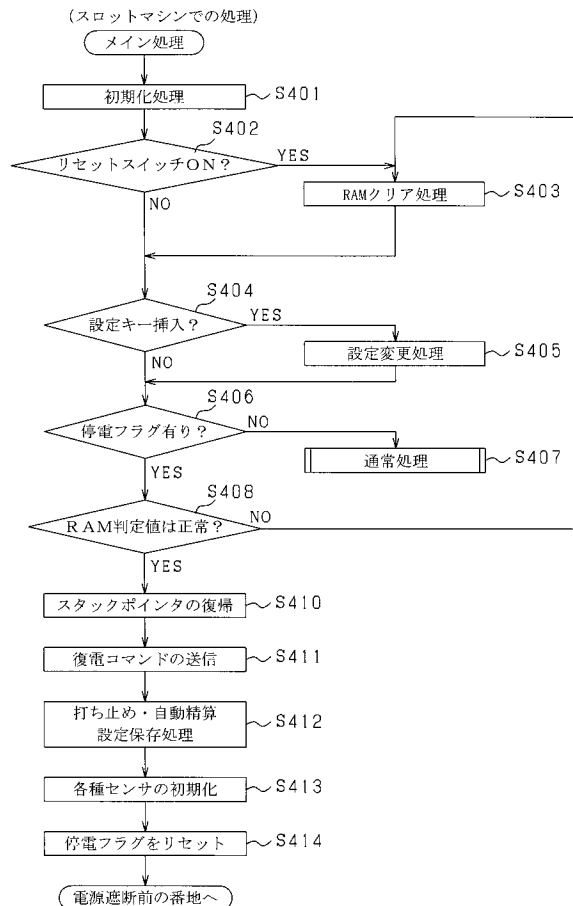 (スロットマシンでの処理)
メイン処理
初期化処理 S401
S402
リセットスイッチON? YES
NO
RAMクリア処理 S403
S404
設定キー挿入? YES
NO
設定変更処理 S405
S406
停電フラグ有り? NO
YES
通常処理 S407
S408
RAM判定値は正常? NO
YES
スタックポインタの復帰 S410
復電コマンドの送信 S411
打ち止め・自動精算
設定保存処理 S412
各種センサの初期化 S413
停電フラグをリセット S414
電源遮断前の番地へ